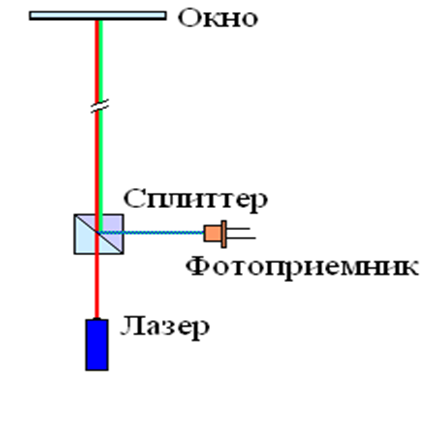 Окно
Сплиттер
Фотоприемник
Лазер